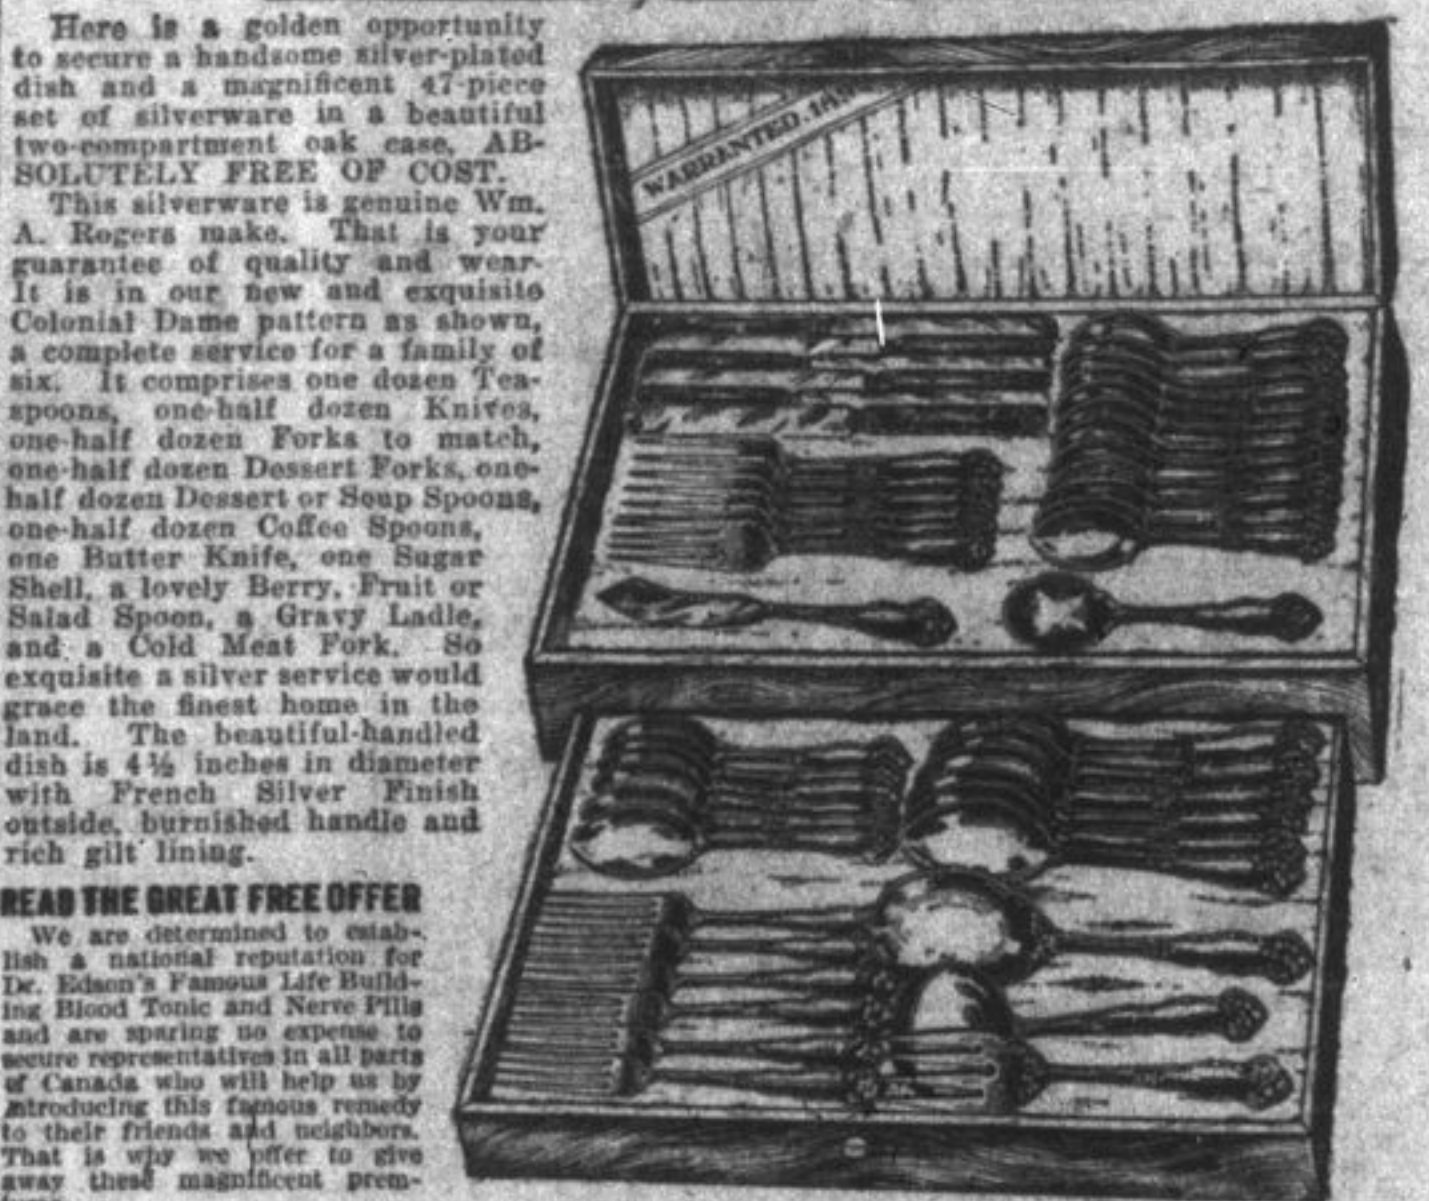 Here is a golden opportunity
to secure a handsome silver-plated
dish and a magnificent 47-piece
set of silverware in a beautiful
two-compartment oak case, AB-
SOLUTELY FREE OF COST.
This silverware is genuine Wm.
A. Rogers make. That is your
guarantee of quality and wear.
It is in our new and exquisite
Colonial Dame pattern as shown,
a complete service for a family of
six. It comprises one dozen Tea-
spoons, one-half dozen Knives,
one-half dozen Forks to match,
one-half dozen Dessert Forks, one-
half dozen Dessert or Soup Spoons,
one-half dozen Coffee Spoons,
one Butter Knife, one Sugar
Shell, a lovely Berry, Fruit or
Salad Spoon, a Gravy Ladle,
and a Cold Meat Fork. So
exquisite a silver service would
grace the finest home in the
land. The beautiful-handled
dish is 4½ inches in diameter
with French Silver Finish
outside, burnished handle and
rich gilt lining.
READ THE GREAT FREE OFFER
We are determined to estab-
lish a national reputation for
Dr. Edson's Famous Life Build-
ing Blood Tonic and Nerve Pills
and are sparing no expense to
secure representatives in all parts
of Canada who will help us by
introducing this famous remedy
to their friends and neighbors.
That is why we offer to give
away these magnificent prem-
WARRANTED.